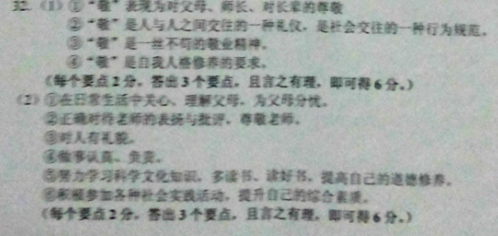 32.(1)①“敬”表现为对父母、师长、对长辈的尊敬
②“敬”是人与人之间交往的一种礼仪，是社会交往的一种行为规范。
③“敬”是一丝不苟的敬业精神。
④“敬”是自我人格修养的要求。
(每个要点2分，答出3个要点，且言之有理，即可得6分。)
(2)①在日常生活中关心、理解父母，为父母分忧。
②正确对待老师的表扬与批评，尊敬老师。
③对人有礼貌。
④做事认真、负责。
⑤努力学习科学文化知识，多读书、读好书，提高自己的道德修养。
⑥积极参加各种社会实践活动，提升自己的综合素质。
(每个要点2分，答出3个要点，且言之有理，即可得6分。)